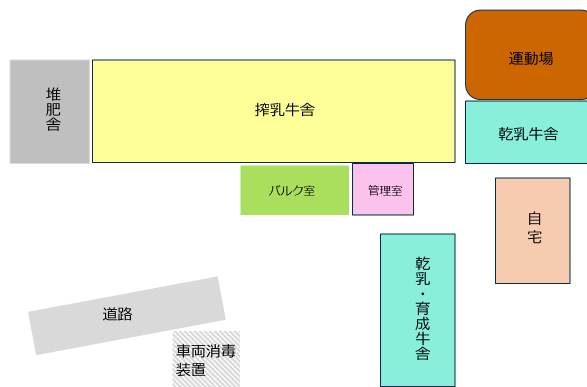 運動場
堆肥舎
搾乳牛舎
乾乳牛舎
バルク室
管理室
自宅
乾乳・育成牛舎
道路
車両消毒
装置